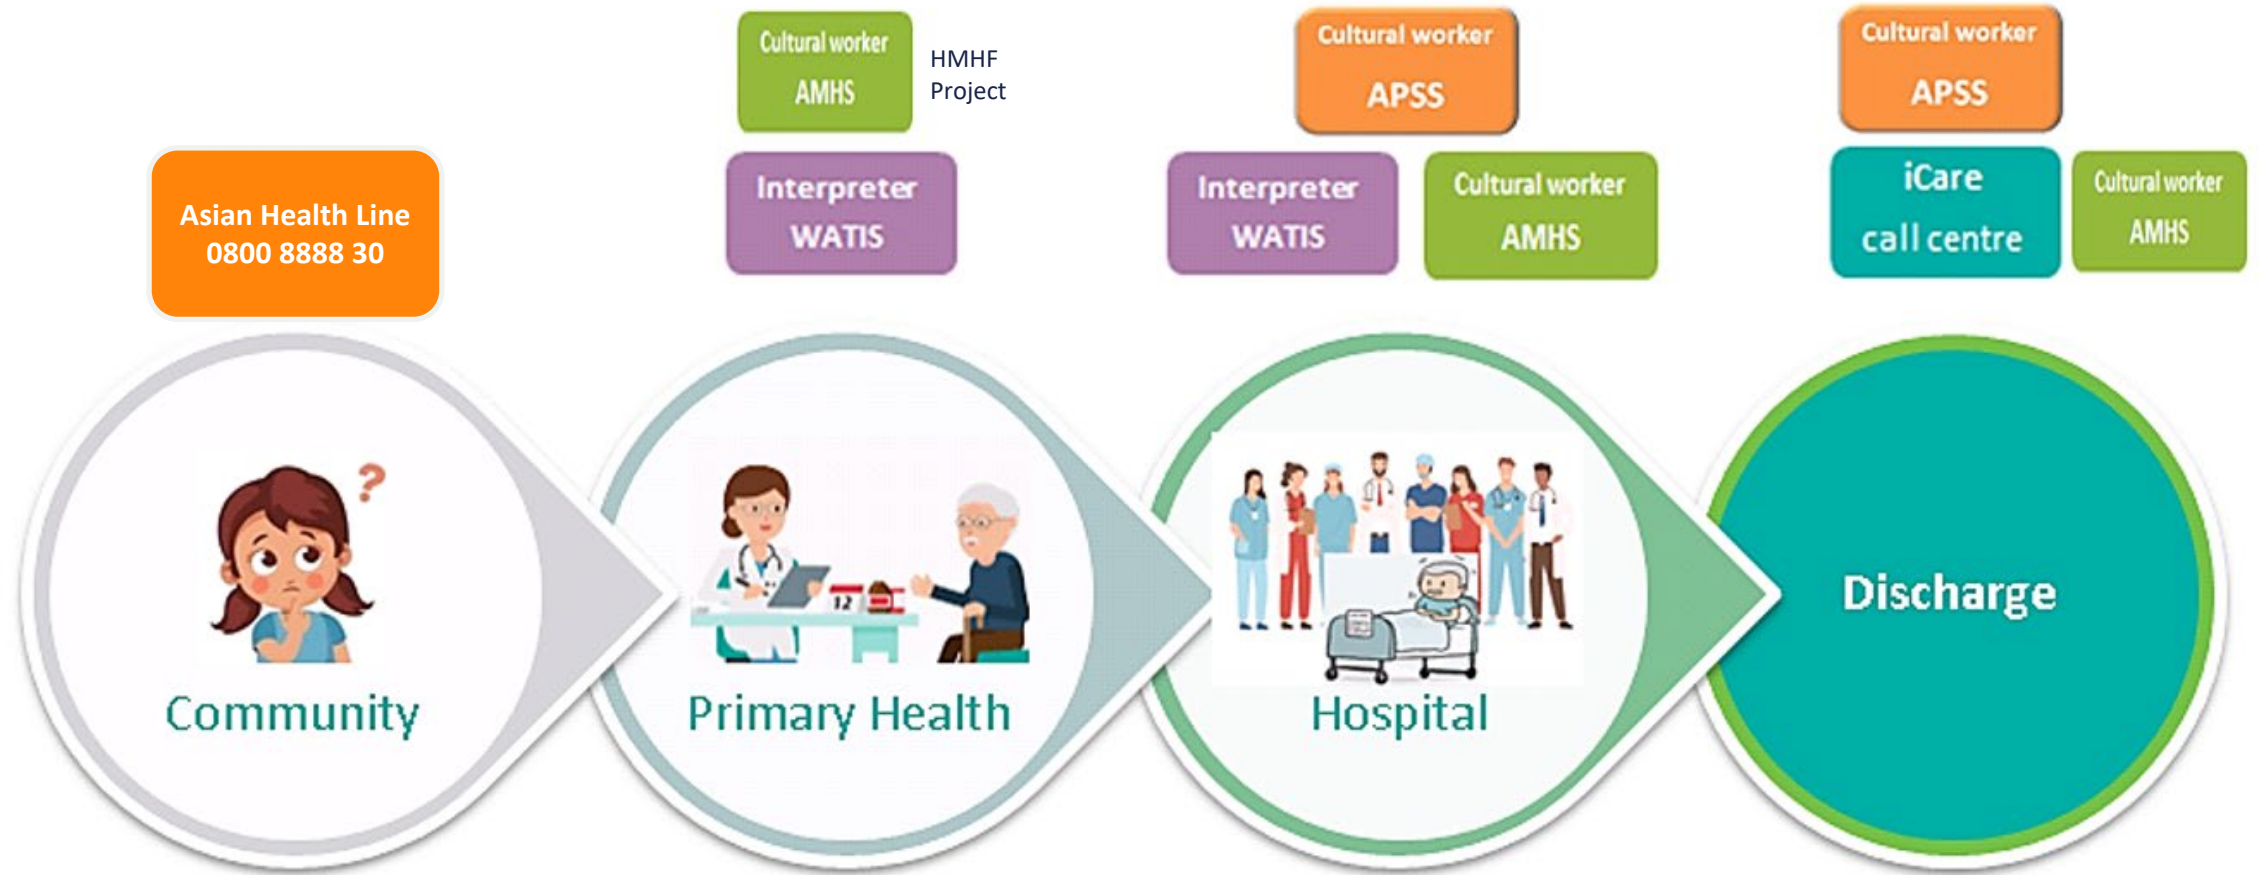 Asian Health Line
0800 8888 30
Cultural worker
AMHS
HMHF
Project
Interpreter
WATIS
Cultural worker
APSS
Interpreter
WATIS
Cultural worker
AMHS
Cultural worker
APSS
iCare
call centre
Cultural worker
AMHS
?
Community
12
Primary Health
Hospital
Discharge